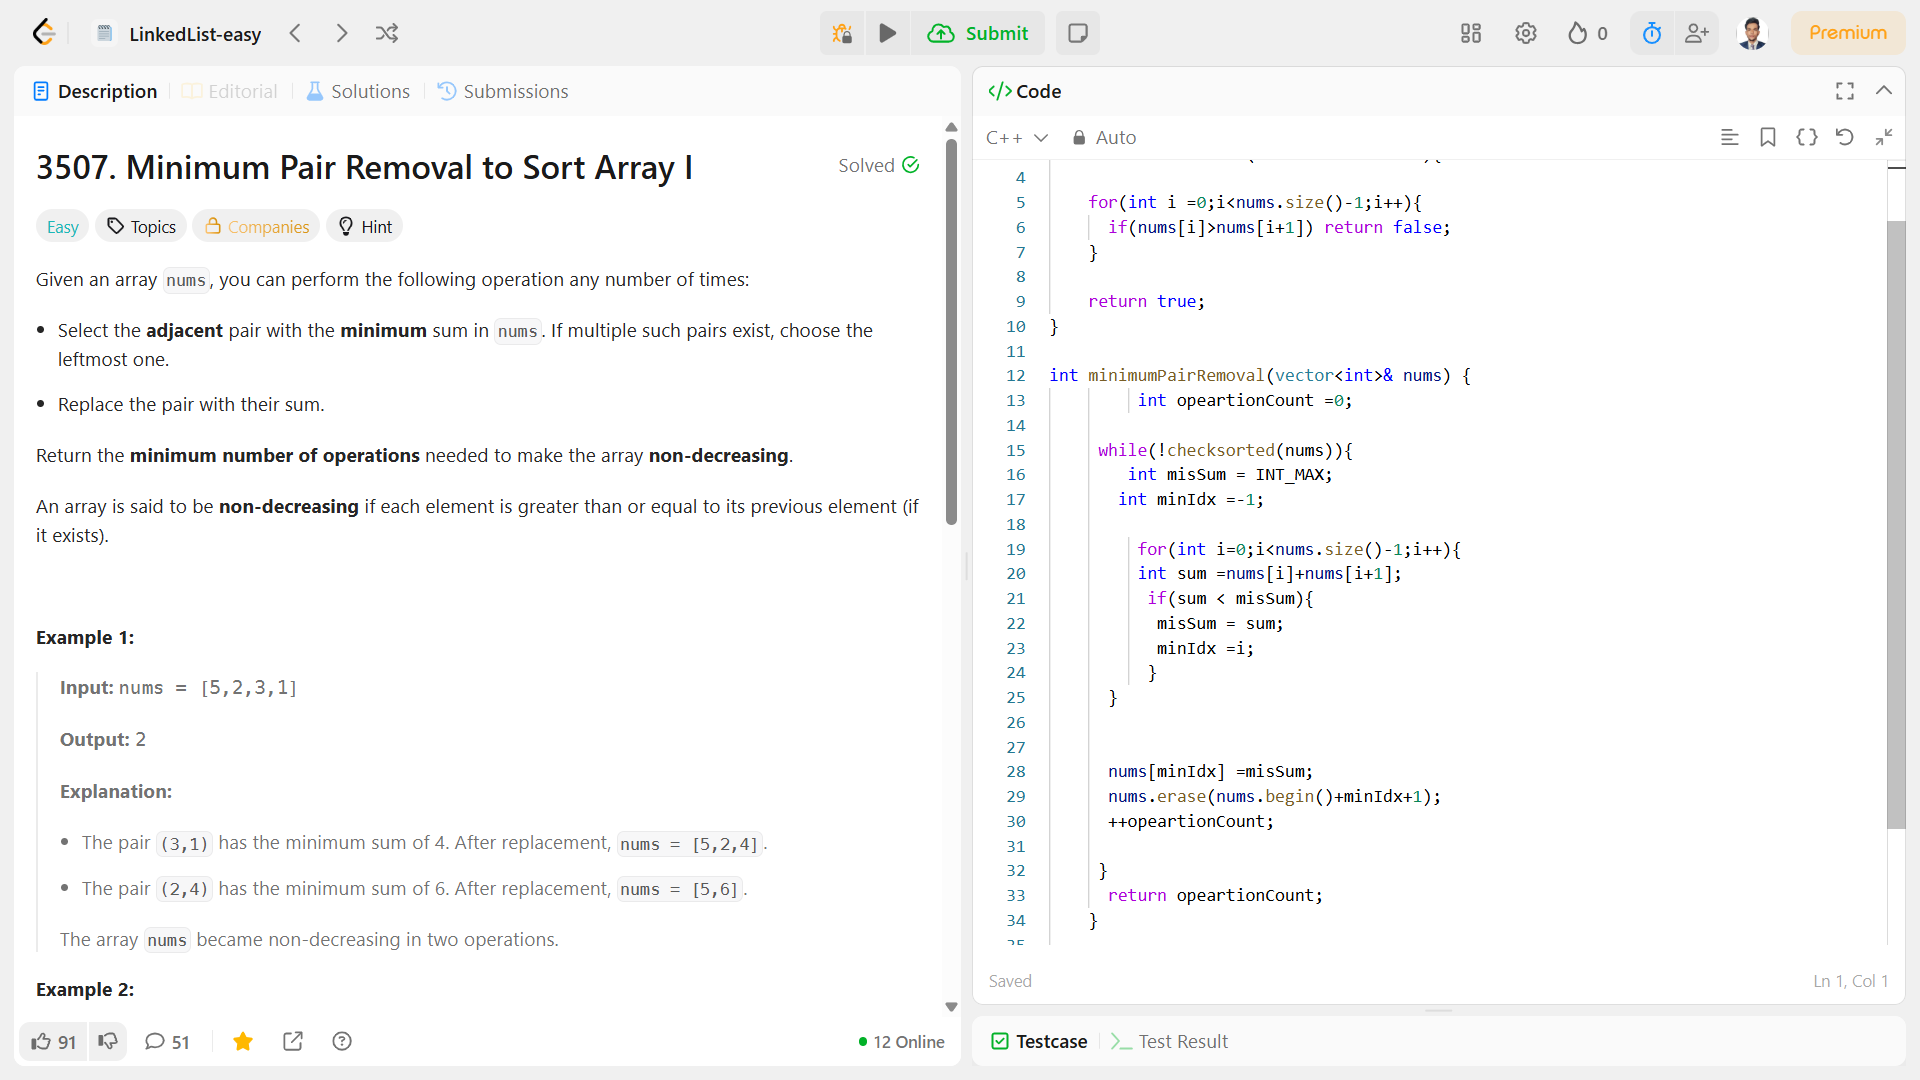 LinkedList-easy
Submit
0
Premium
Description
Editorial
Solutions
Submissions
3507. Minimum Pair Removal to Sort Array I
Solved
Easy
Topics
Companies
Hint
Given an array nums, you can perform the following operation any number of times:
• Select the adjacent pair with the minimum sum in nums. If multiple such pairs exist, choose the
leftmost one.
• Replace the pair with their sum.
Return the minimum number of operations needed to make the array non-decreasing.
An array is said to be non-decreasing if each element is greater than or equal to its previous element (if
it exists).
Example 1:
Input: nums = [5,2,3,1]
Output: 2
Explanation:
• The pair (3,1) has the minimum sum of 4. After replacement, nums = [5,2,4].
• The pair (2,4) has the minimum sum of 6. After replacement, nums = [5,6].
The array nums became non-decreasing in two operations.
Example 2:
91
51
12 Online
</> Code
C++
Auto
4
5 for(int i =0;i<nums.size()-1;i++){
6 if(nums[i]>nums[i+1]) return false;
7 }
8
9 return true;
10 }
11
12 int minimumPairRemoval(vector<int>& nums) {
13 int opeartionCount =0;
14
15 while(!checksorted(nums)){
16 int misSum = INT_MAX;
17 int minIdx =-1;
18
19 for(int i=0;i<nums.size()-1;i++){
20 int sum =nums[i]+nums[i+1];
21 if(sum < misSum){
22 misSum = sum;
23 minIdx =i;
24 }
25 }
26
27
28 nums[minIdx] =misSum;
29 nums.erase(nums.begin()+minIdx+1);
30 ++opeartionCount;
31
32 }
33 return opeartionCount;
34 }
Saved
Ln 1, Col 1
Testcase
Test Result